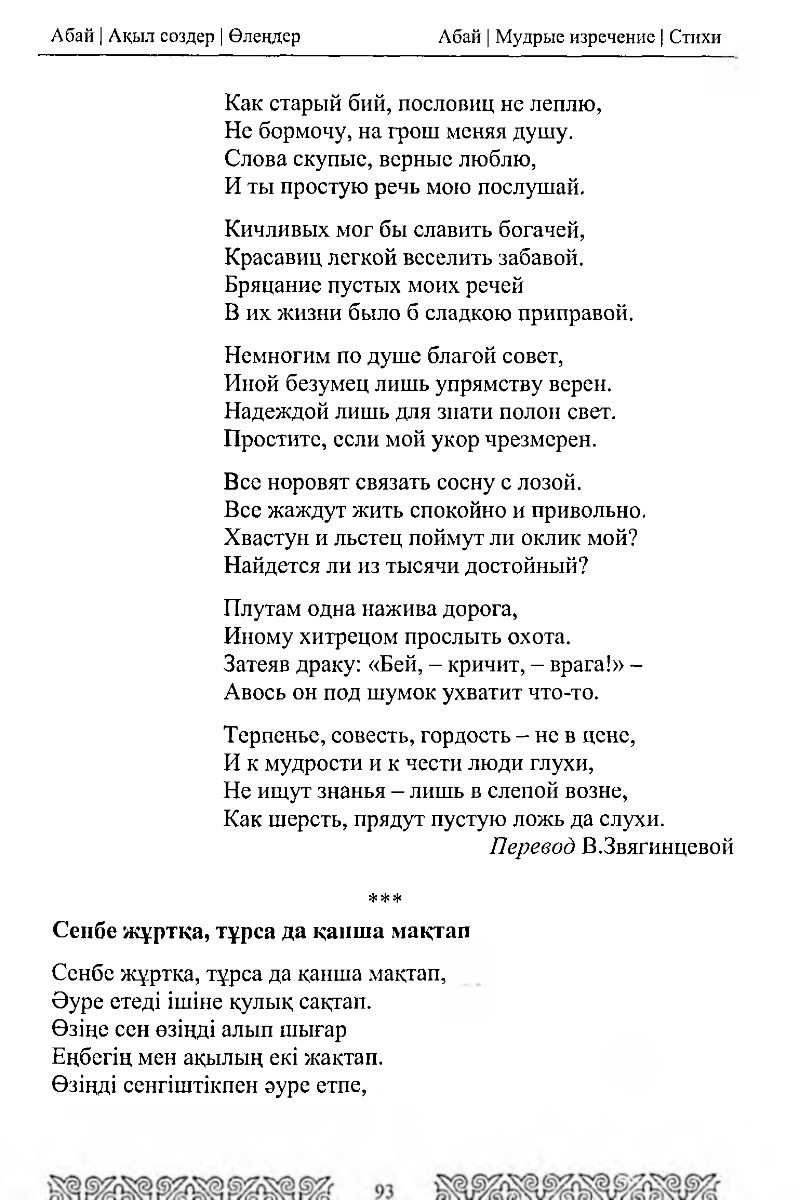 Абай | Ақыл создер | Өлеңдер Абай | Мудрые изречение | Стихи
Как старый бий, пословиц не леплю,
Не бормочу, на грош меняя душу.
Слова скупые, верные люблю,
И ты простую речь мою послушай.
Кичливых мог бы славить богачей,
Красавиц легкой веселить забавой.
Бряцание пустых моих речей
В их жизни было б сладкою приправой.
Немногим по душе благой совет,
Иной безумец лишь упрямству верен.
Надеждой лишь для знати полон свет.
Простите, если мой укор чрезмерен.
Все норовят связать сосну с лозой.
Все жаждут жить спокойно и привольно.
Хвастун и льстец поймут ли оклик мой?
Найдется ли из тысячи достойный?
Плутам одна нажива дорога,
Иному хитрецом прослыть охота.
Затеяв драку: «Бей, – кричит, – врага!» –
Авось он под шумок ухватит что-то.
Терпенье, совесть, гордость – не в цене,
И к мудрости и к чести люди глухи,
Не ищут знанья – лишь в слепой возне,
Как шерсть, прядут пустую ложь да слухи.
Перевод В.Звягинцевой
***
Сенбе жұртқа, тұрса да қанша мақтап
Сенбе жұртқа, тұрса да қанша мақтап,
Әуре етеді ішіне қулық сақтап.
Өзіңе сен өзіңді алып шығар
Еңбегің мен ақылың екі жақтап.
Өзіңді сенгіштікпен әуре етпе,
93